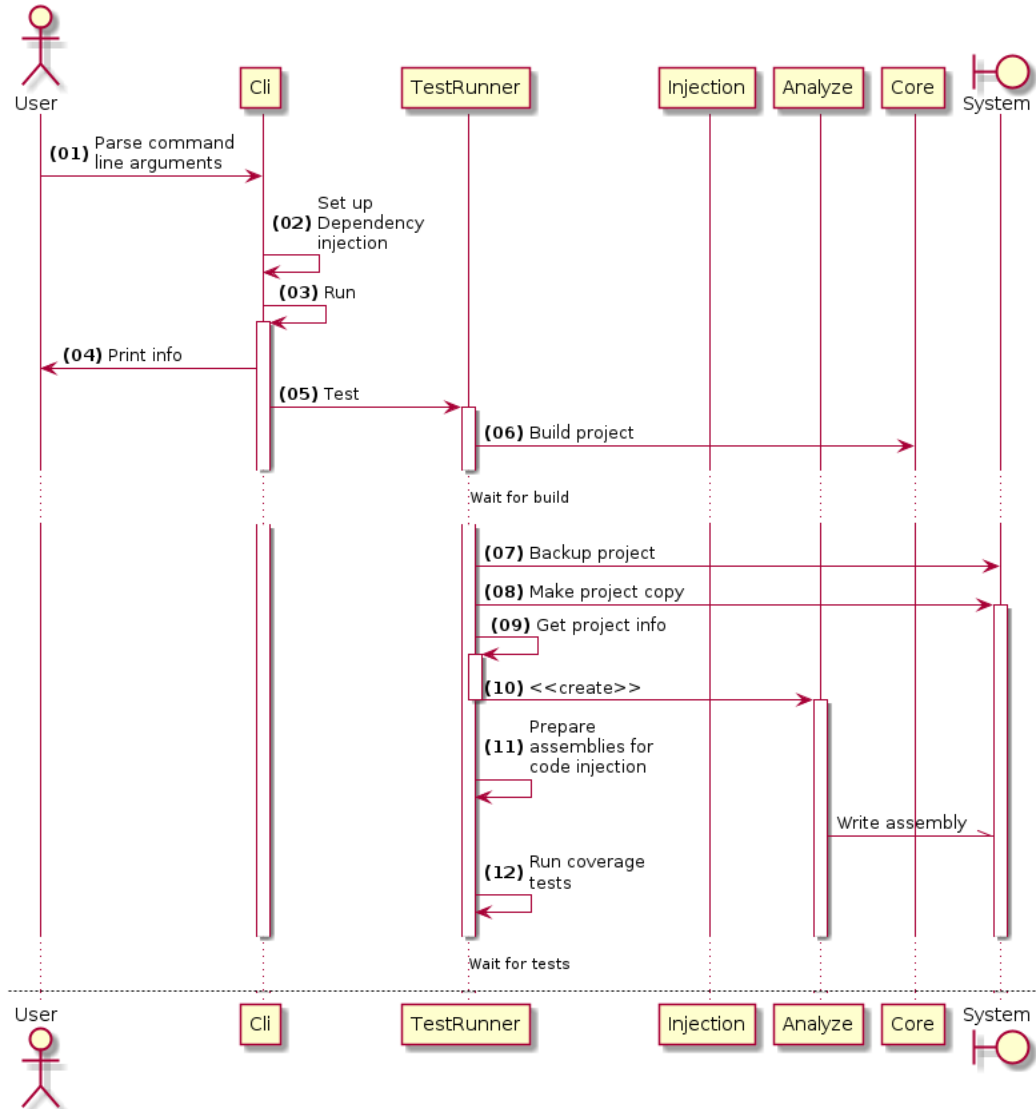 User
Cli
TestRunner
Injection
Analyze
Core
System
(01) Parse command
line arguments
(02) Set up
Dependency
injection
(03) Run
(04) Print info
(05) Test
(06) Build project
Wait for build
(07) Backup project
(08) Make project copy
(09) Get project info
(10) <<create>>
(11) Prepare
assemblies for
code injection
Write assembly
(12) Run coverage
tests
Wait for tests
User
Cli
TestRunner
Injection
Analyze
Core
System